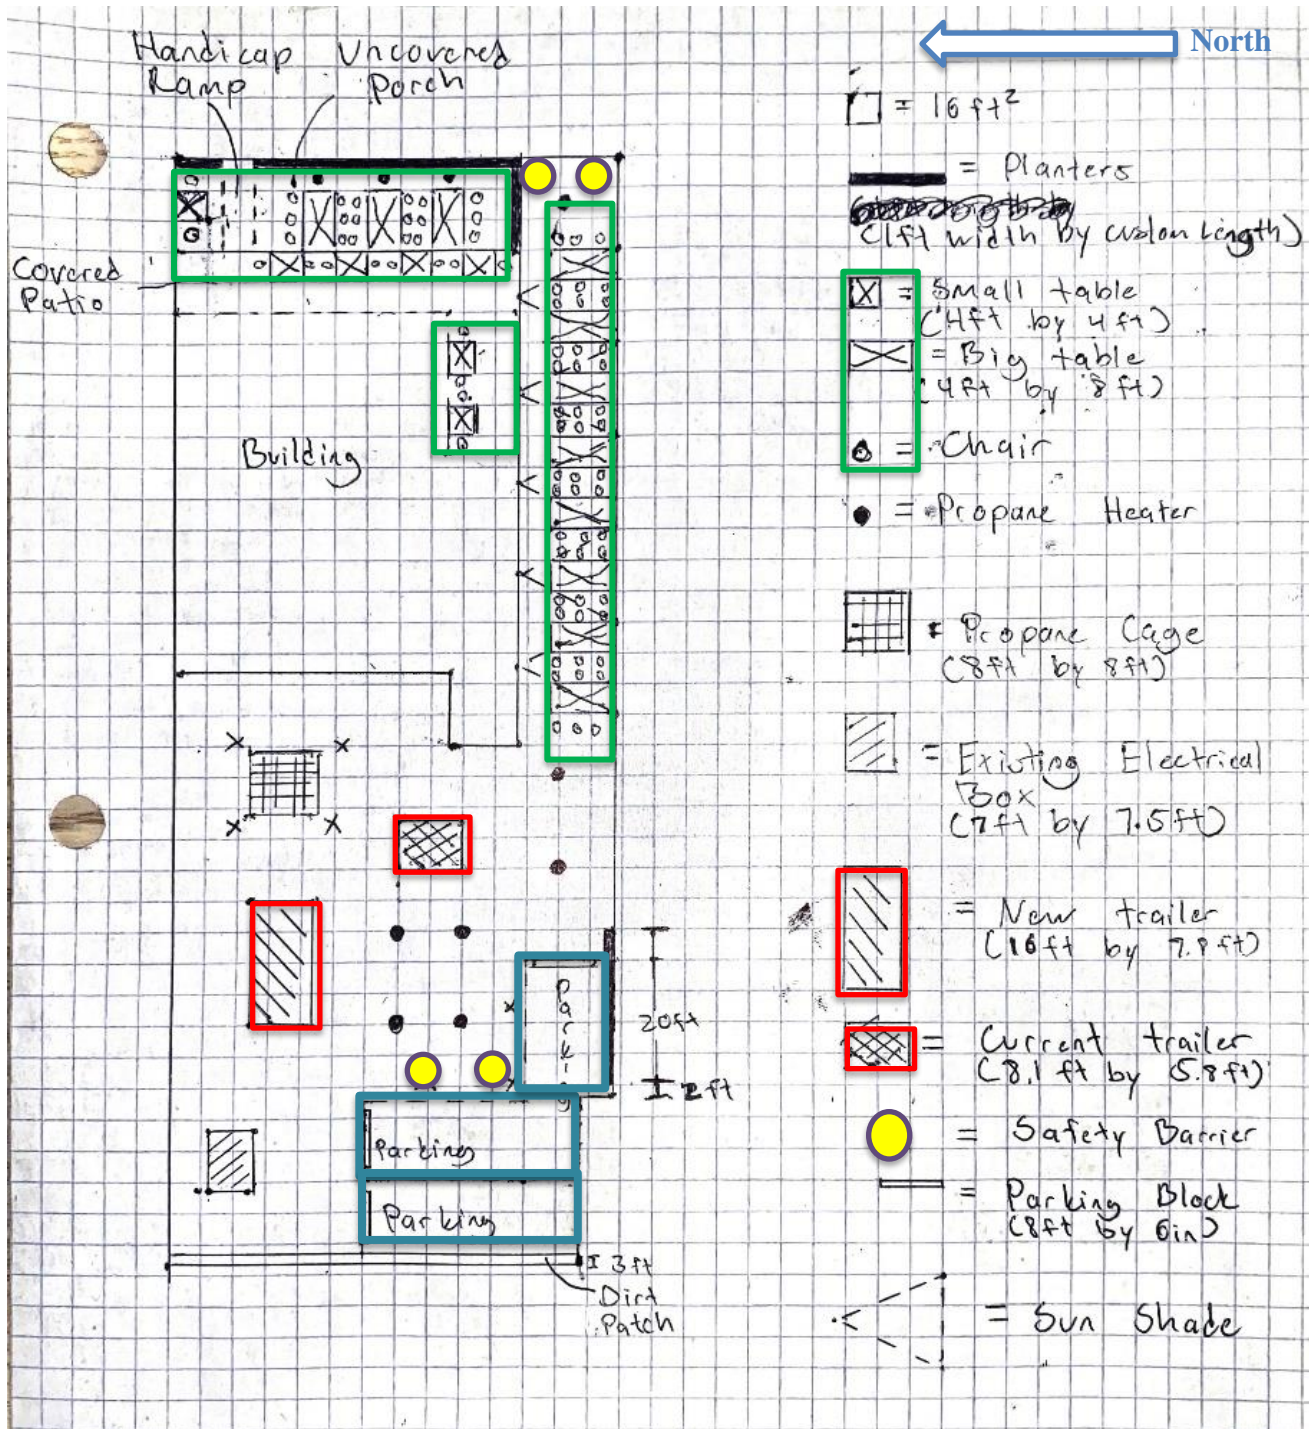 North
Handicap Ramp
Uncovered Porch
Covered Patio
Building
Parking
20ft
2ft
Parking
Parking
3ft
Dirt Patch
= 16 ft²
= Planters
(1ft width by custom length)
= Small table
(4ft by 4ft)
= Big table
(4ft by 8ft)
= Chair
= Propane Heater
= Propane Cage
(8ft by 8ft)
= Existing Electrical
Box
(7ft by 7.5ft)
= New trailer
(16ft by 7.9ft)
= Current trailer
(8.1 ft by 5.8ft)
= Safety Barrier
= Parking Block
(8ft by 6in)
= Sun Shade